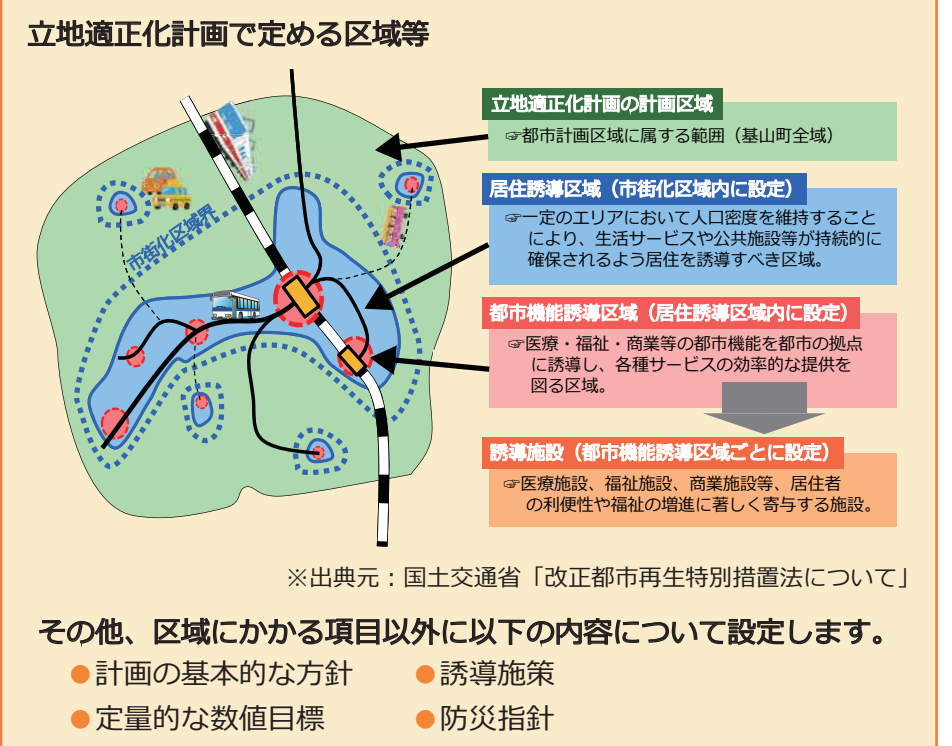 立地適正化計画で定める区域等
立地適正化計画の計画区域
☞都市計画区域に属する範囲（基山町全域）
居住誘導区域（市街化区域内に設定）
☞一定のエリアにおいて人口密度を維持すること
により、生活サービスや公共施設等が持続的に
確保されるよう居住を誘導すべき区域。
市街化区域界
都市機能誘導区域（居住誘導区域内に設定）
☞医療・福祉・商業等の都市機能を都市の拠点
に誘導し、各種サービスの効率的な提供を
図る区域。
誘導施設（都市機能誘導区域ごとに設定）
☞医療施設、福祉施設、商業施設等、居住者
の利便性や福祉の増進に著しく寄与する施設。
※出典元：国土交通省「改正都市再生特別措置法について」
その他、区域にかかる項目以外に以下の内容について設定します。
●計画の基本的な方針
●誘導施策
●定量的な数値目標
●防災指針